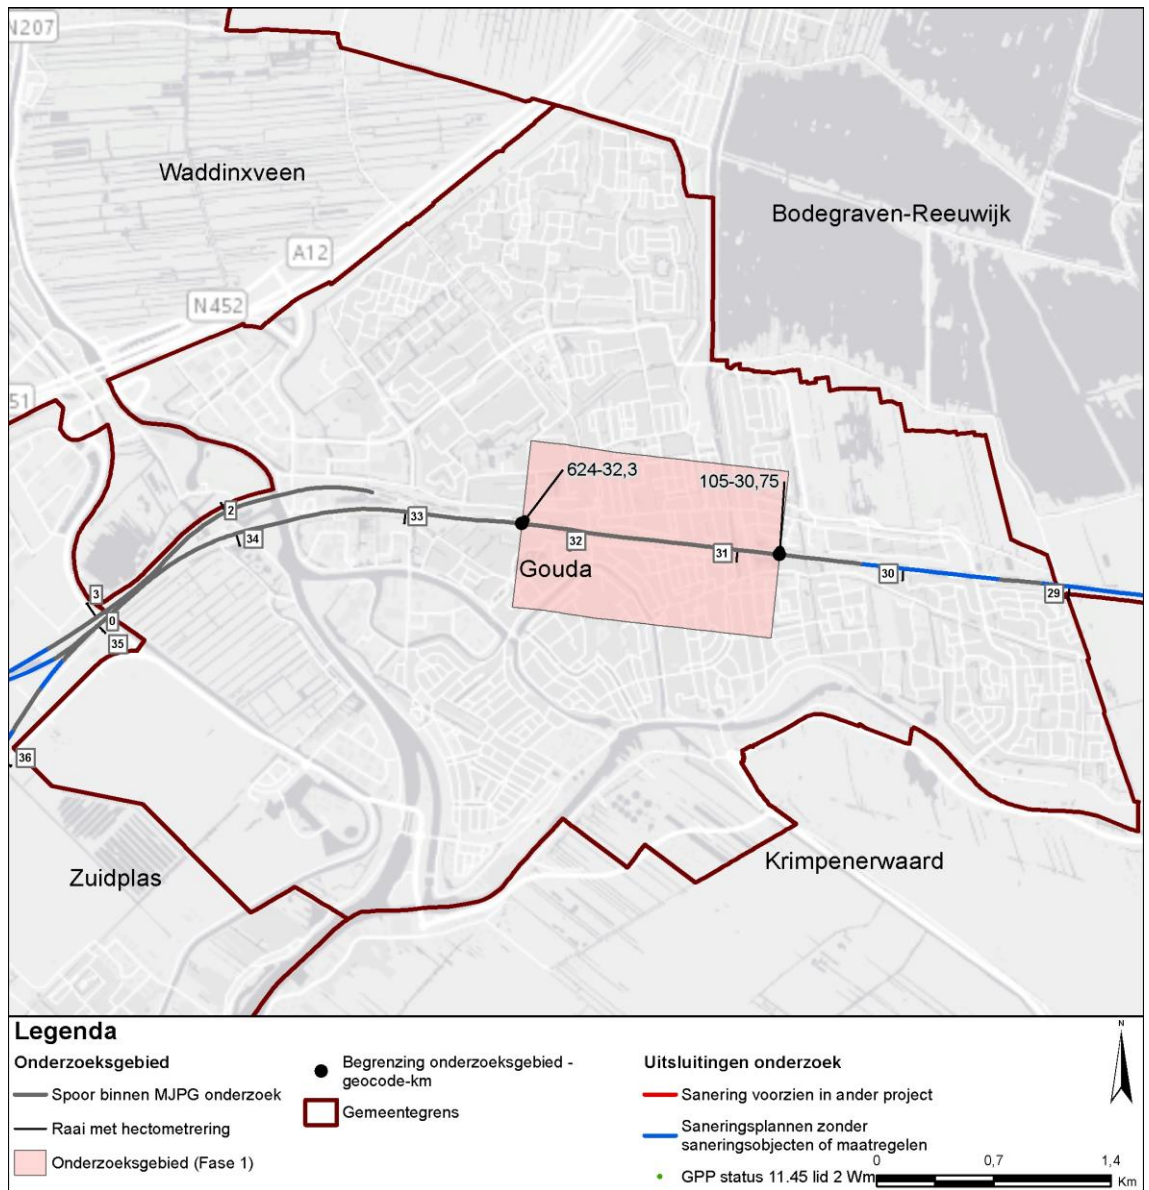 N207
Waddinxveen
Bodegraven-Reeuwijk
A12
N452
51
624-32,3
105-30,75
2
33
34
32
31
30
29
Gouda
3
0
35
36
Zuidplas
Krimpenerwaard
Legenda
Onderzoeksgebied
Spoor binnen MJPG onderzoek
Raai met hectometrering
Onderzoeksgebied (Fase 1)
Begrenzing onderzoeksgebied -
geocode-km
Gemeentegrens
Uitsluitingen onderzoek
Sanering voorzien in ander project
Saneringsplannen zonder
saneringsobjecten of maatregelen
GPP status 11.45 lid 2 Wm
N
0 0,7 1,4
Km